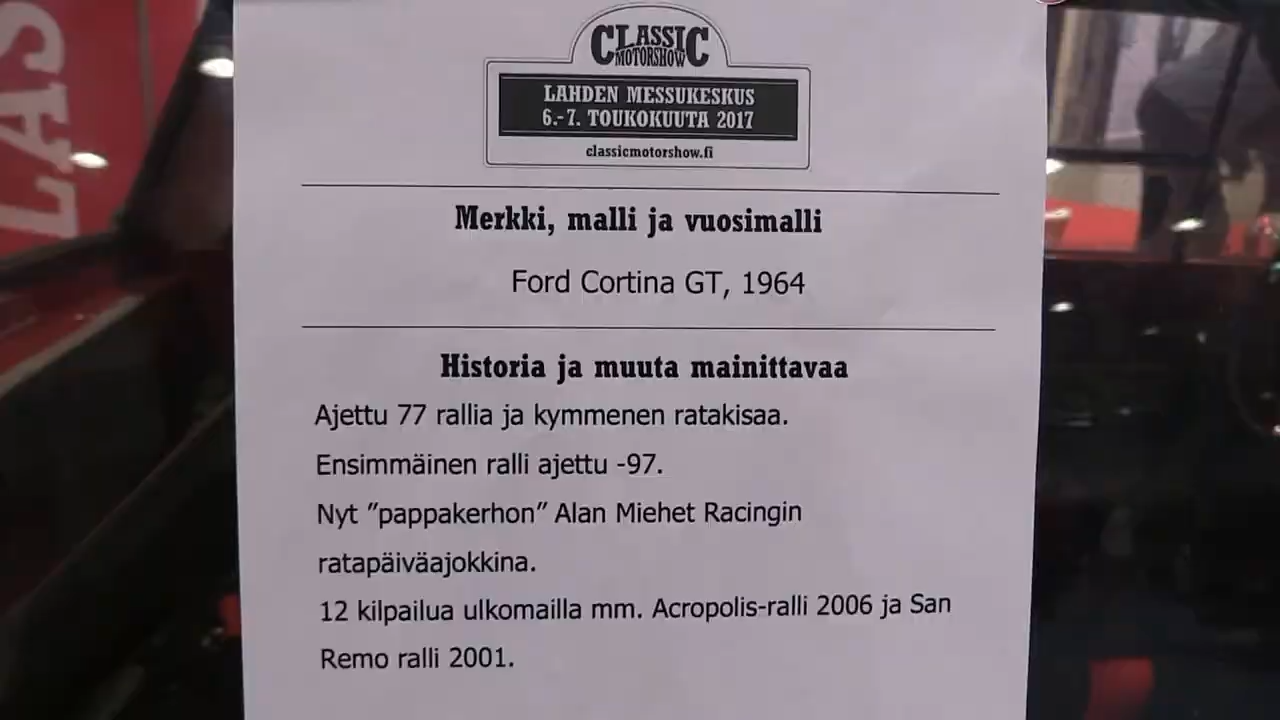 CLASSIC
MOTORSHOW
LAHDEN MESSUKESKUS
6.-7. TOUKOKUUTA 2017
classicmotorshow.fi
Merkki, malli ja vuosimalli
Ford Cortina GT, 1964
Historia ja muuta mainittavaa
Ajettu 77 rallia ja kymmenen ratakisaa.
Ensimmäinen ralli ajettu -97.
Nyt ”pappakerhon” Alan Miehet Racingin
ratapäiväajokkina.
12 kilpailua ulkomailla mm. Acropolis-ralli 2006 ja San
Remo ralli 2001.
LAS